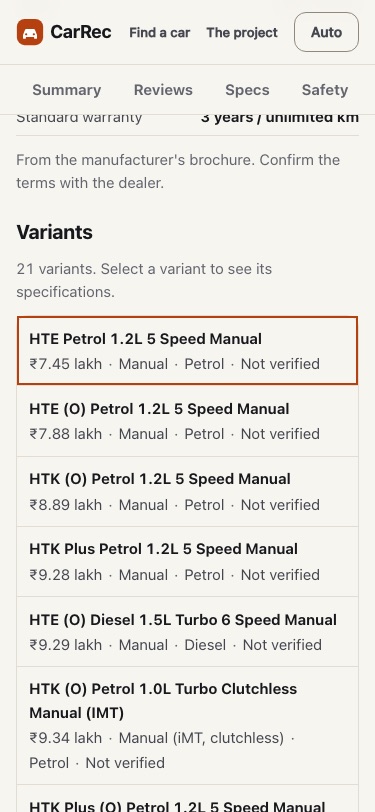 CarRec Find a car The project Auto
Summary Reviews Specs Safety
Standard warranty 3 years / unlimited km
From the manufacturer's brochure. Confirm the
terms with the dealer.
Variants
21 variants. Select a variant to see its
specifications.
HTE Petrol 1.2L 5 Speed Manual
₹7.45 lakh · Manual · Petrol · Not verified
HTE (O) Petrol 1.2L 5 Speed Manual
₹7.88 lakh · Manual · Petrol · Not verified
HTK (O) Petrol 1.2L 5 Speed Manual
₹8.89 lakh · Manual · Petrol · Not verified
HTK Plus Petrol 1.2L 5 Speed Manual
₹9.28 lakh · Manual · Petrol · Not verified
HTE (O) Diesel 1.5L Turbo 6 Speed Manual
₹9.29 lakh · Manual · Diesel · Not verified
HTK (O) Petrol 1.0L Turbo Clutchless
Manual (IMT)
₹9.34 lakh · Manual (iMT, clutchless) ·
Petrol · Not verified
HTK Plus (O) Petrol 1.2L 5 Speed Manual